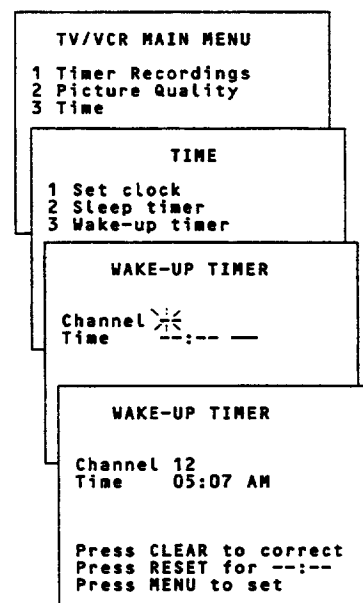 TV/VCR MAIN MENU
1 Timer Recordings
2 Picture Quality
3 Time
TIME
1 Set clock
2 Sleep timer
3 Wake-up timer
WAKE-UP TIMER
Channel --
Time --:-- --
WAKE-UP TIMER
Channel 12
Time 05:07 AM
Press CLEAR to correct
Press RESET for --:--
Press MENU to set